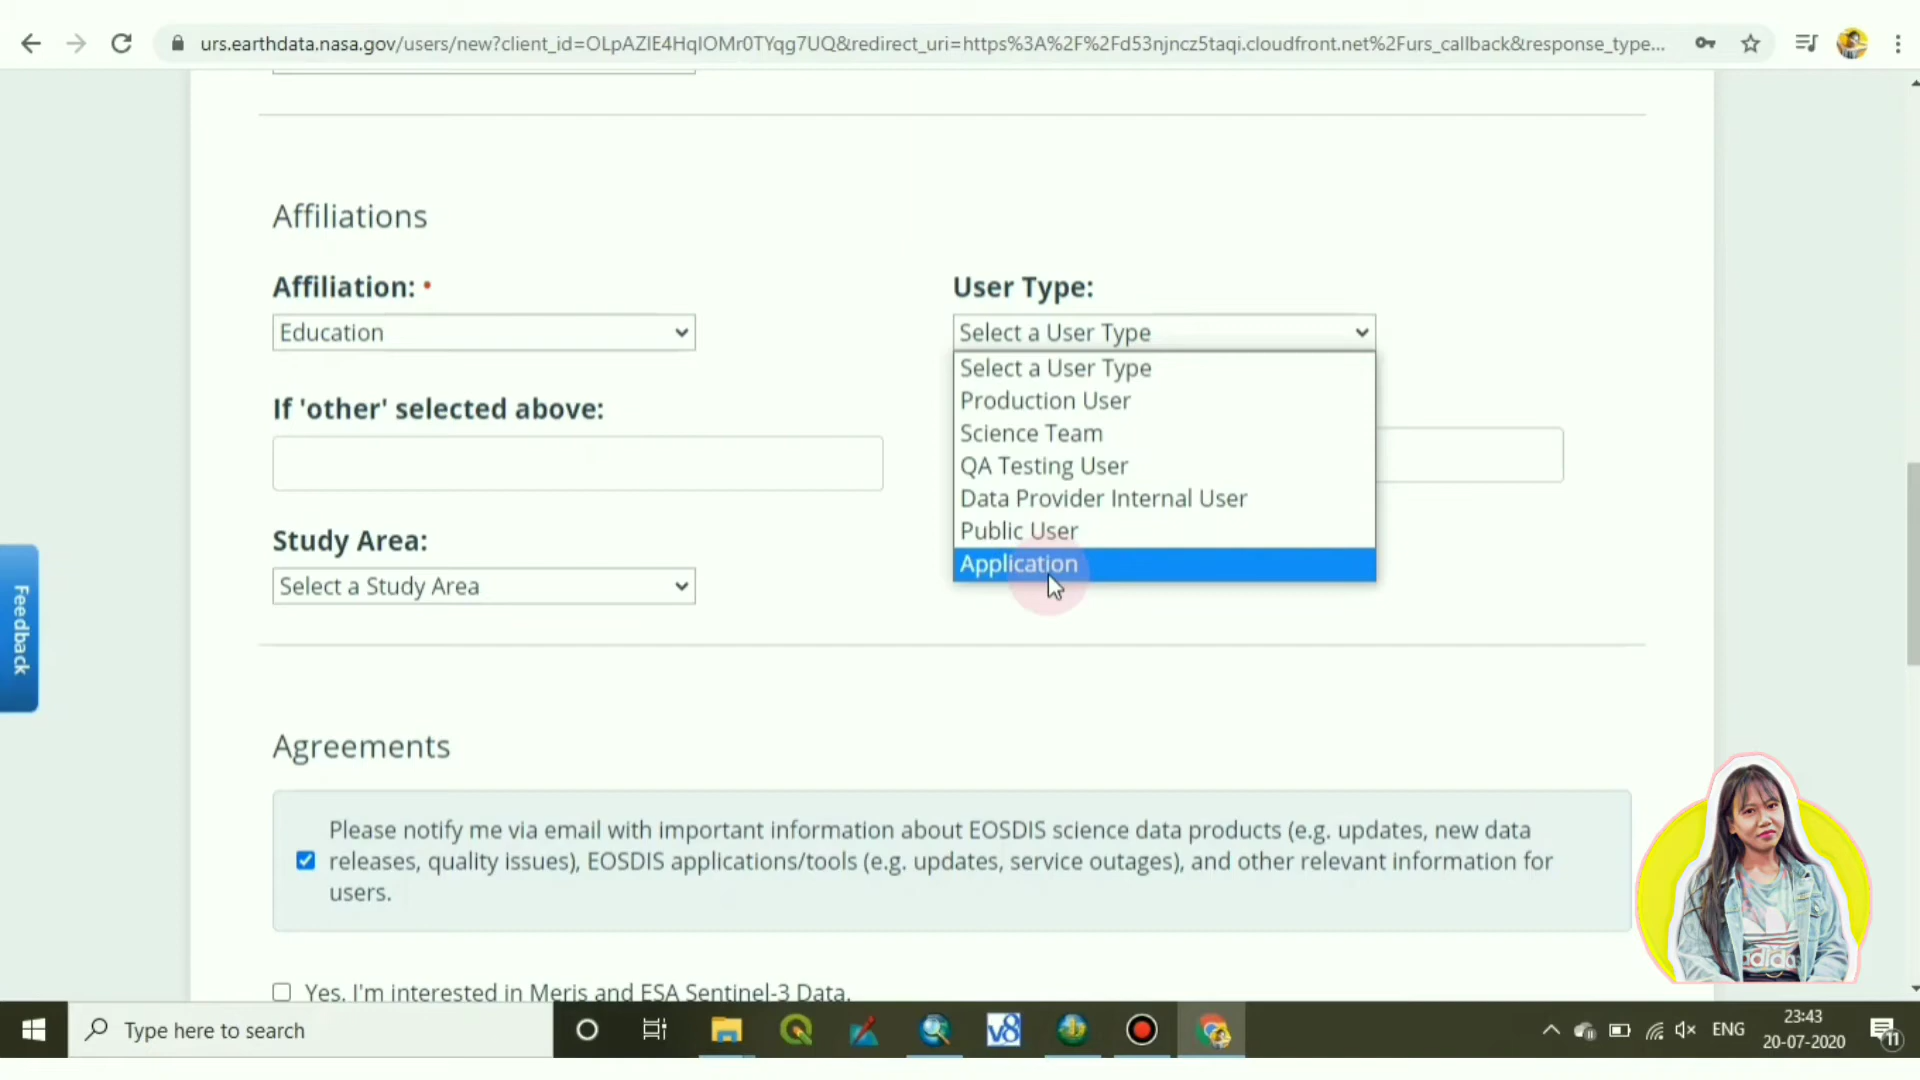 urs.earthdata.nasa.gov/users/new?client_id=OLpAZlE4HqIOMr0TYqg7UQ&redirect_uri=https%3A%2F%2Fd53njncz5taqi.cloudfront.net%2Furs_callback&response_type...
Affiliations
Affiliation: •
User Type:
Education
Select a User Type
Select a User Type
Production User
Science Team
QA Testing User
Data Provider Internal User
Public User
Application
If 'other' selected above:
Study Area:
Select a Study Area
Feedback
Agreements
Please notify me via email with important information about EOSDIS science data products (e.g. updates, new data
releases, quality issues), EOSDIS applications/tools (e.g. updates, service outages), and other relevant information for
users.
Yes, I'm interested in Meris and ESA Sentinel-3 Data.
adidas
Type here to search
v8
ENG
23:43
20-07-2020
11